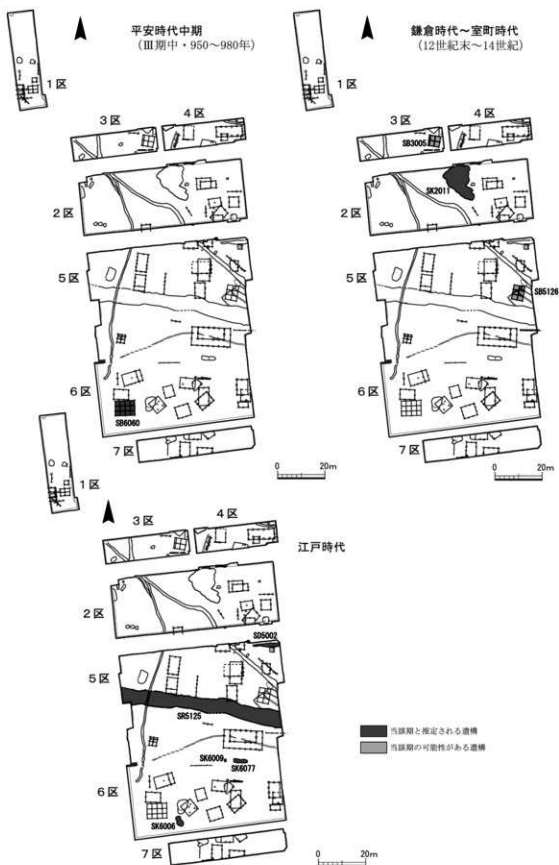 平安時代中期
(Ⅲ期中・950～980年)
1区
3区
4区
2区
5区
6区
SB6060
7区
0 20m
鎌倉時代～室町時代
(12世紀末～14世紀)
1区
3区
4区
SB3005
SK2011
2区
5区
SB5126
6区
7区
0 20m
江戸時代
1区
3区
4区
2区
SD5002
5区
SR5125
SK6009
SK6077
6区
SK6006
7区
0 20m
当該期と推定される遺構
当該期の可能性がある遺構